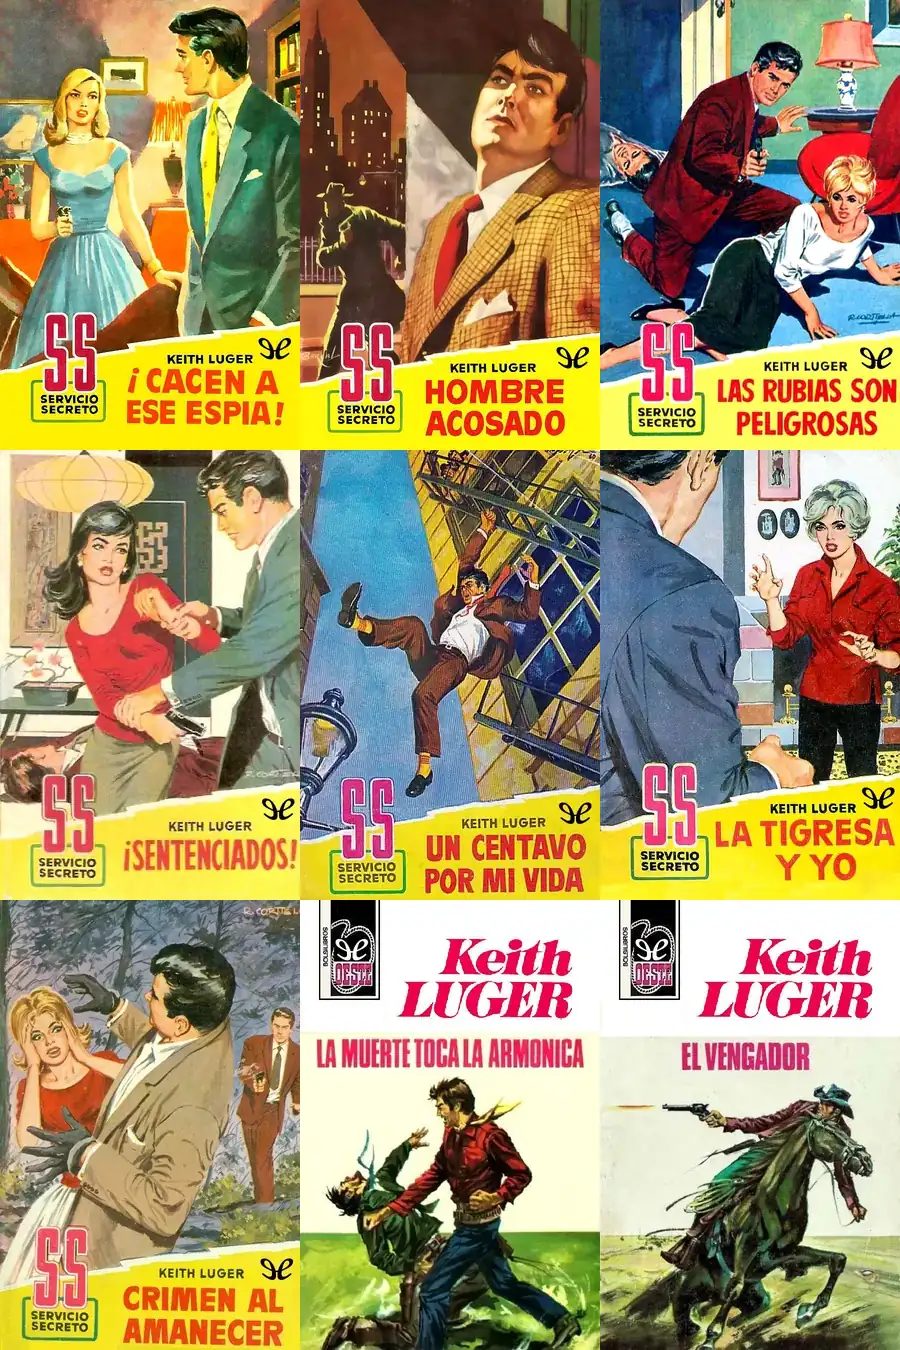 SS
SERVICIO
SECRETO
KEITH LUGER
¡CACEN A
ESE ESPIA!
SS
SERVICIO
SECRETO
KEITH LUGER
HOMBRE
ACOSADO
R. CORTIELLA
SS
SERVICIO
SECRETO
KEITH LUGER
LAS RUBIAS SON
PELIGROSAS
SS
SERVICIO
SECRETO
KEITH LUGER
¡SENTENCIADOS!
SS
SERVICIO
SECRETO
KEITH LUGER
UN CENTAVO
POR MI VIDA
SS
SERVICIO
SECRETO
KEITH LUGER
LA TIGRESA
Y YO
R. CORTIELLA
SS
SERVICIO
SECRETO
KEITH LUGER
CRIMEN AL
AMANECER
BOLSILIBROS
OESTE
Keith
LUGER
LA MUERTE TOCA LA ARMONICA
BOLSILIBROS
OESTE
Keith
LUGER
EL VENGADOR